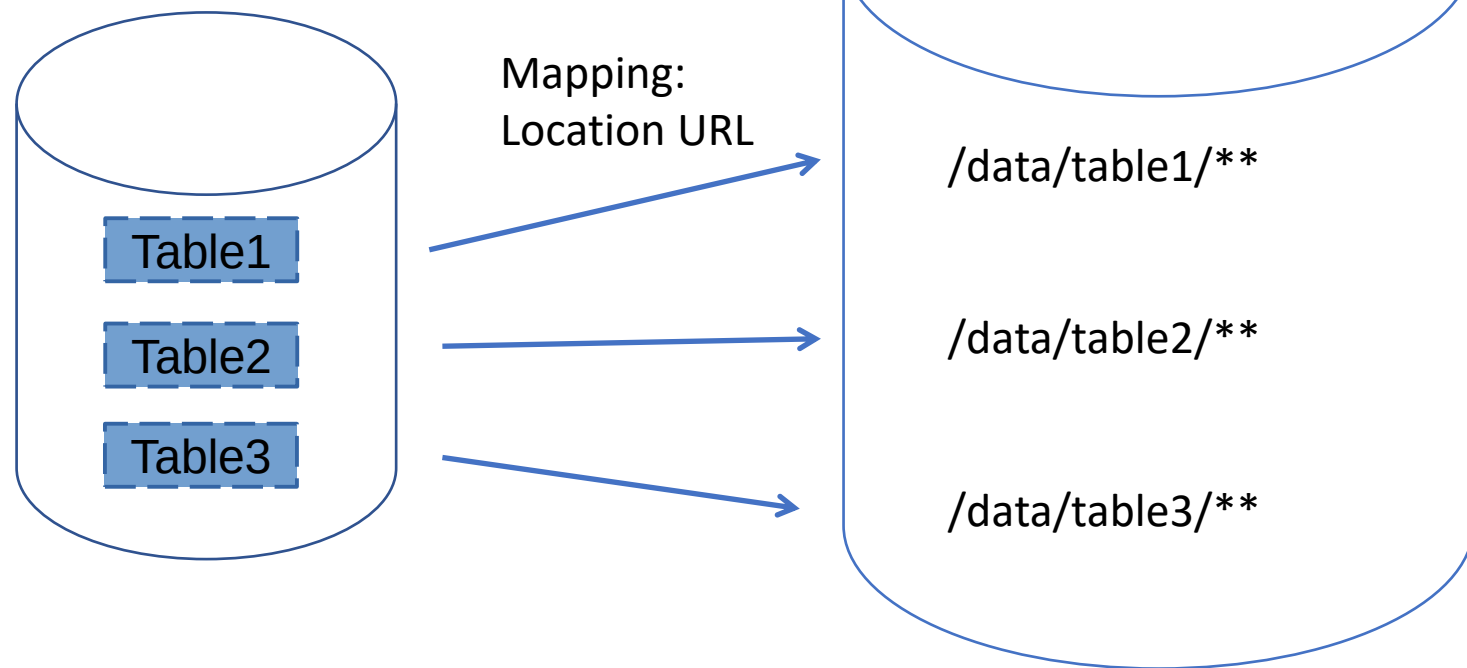 Mapping:
Location URL
Table1
Table2
Table3
/data/table1/**
/data/table2/**
/data/table3/**